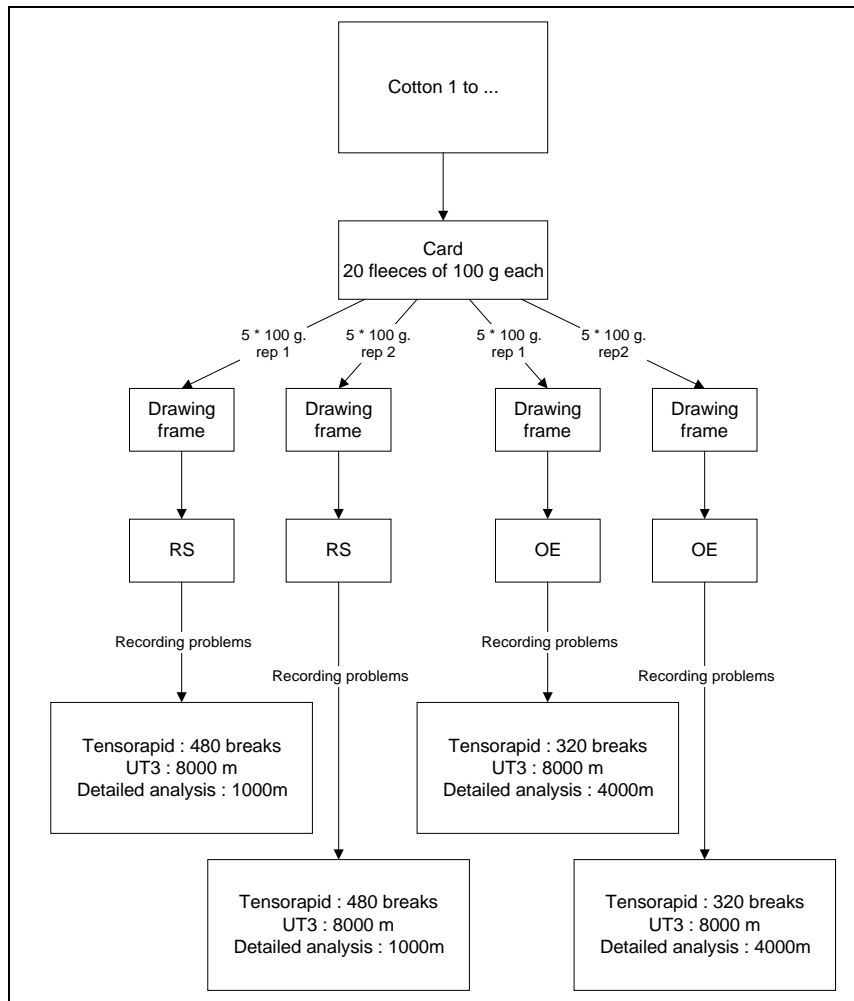 Cotton 1 to ...
Card
20 fleeces of 100 g each
5 * 100 g.
rep 1
5 * 100 g.
rep 2
5 * 100 g.
rep 1
5 * 100 g.
rep2
Drawing
frame
Drawing
frame
Drawing
frame
Drawing
frame
RS
RS
OE
OE
Recording problems
Recording problems
Recording problems
Recording problems
Tensorapid : 480 breaks
UT3 : 8000 m
Detailed analysis : 1000m
Tensorapid : 320 breaks
UT3 : 8000 m
Detailed analysis : 4000m
Tensorapid : 480 breaks
UT3 : 8000 m
Detailed analysis : 1000m
Tensorapid : 320 breaks
UT3 : 8000 m
Detailed analysis : 4000m